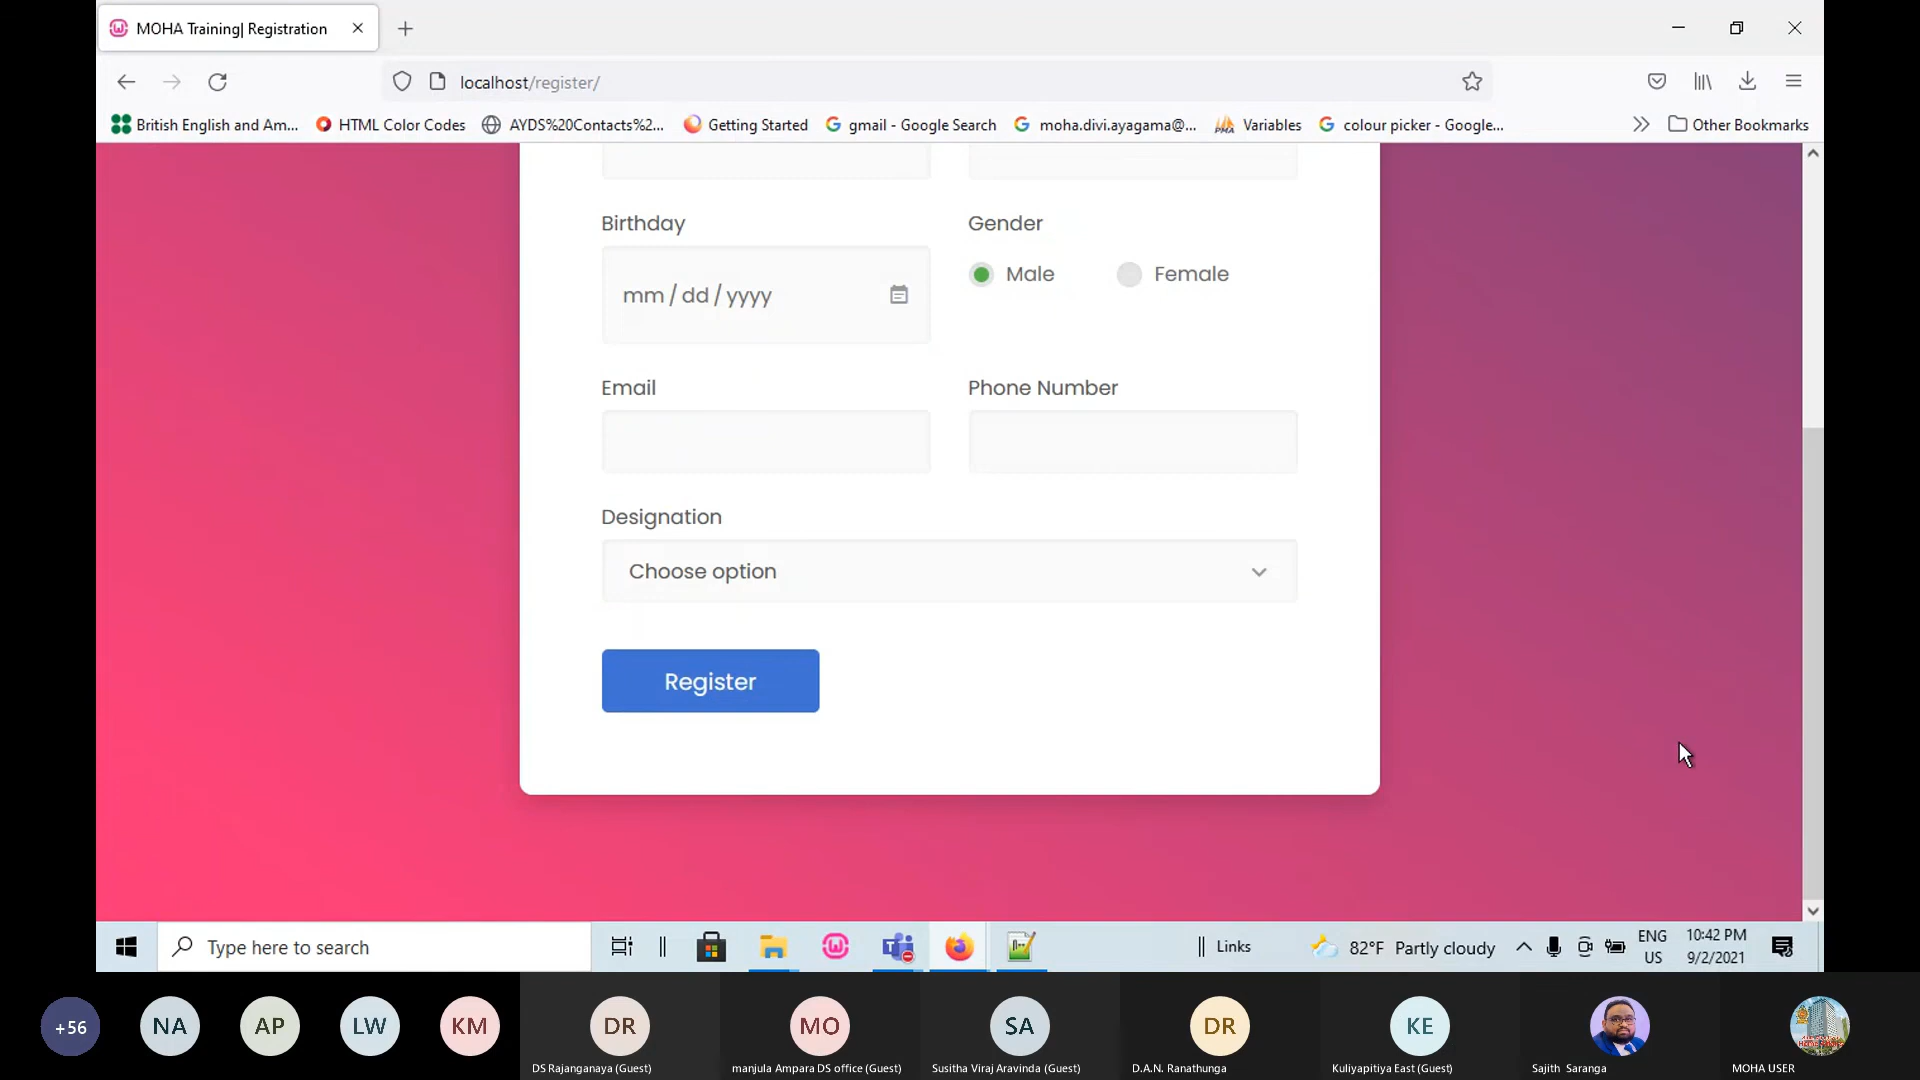 MOHA Training| Registration
localhost/register/
British English and Am...
HTML Color Codes
AYDS%20Contacts%2...
Getting Started
gmail - Google Search
moha.divi.ayagama@...
Variables
colour picker - Google...
Other Bookmarks
Birthday
Gender
mm / dd / yyyy
Male
Female
Email
Phone Number
Designation
Choose option
Register
Type here to search
Links
82°F Partly cloudy
ENG
US
10:42 PM
9/2/2021
+56
NA
AP
LW
KM
DR
MO
SA
DR
KE
DS Rajanganaya (Guest)
manjula Ampara DS office (Guest)
Susitha Viraj Aravinda (Guest)
D.A.N. Ranathunga
Kuliyapitiya East (Guest)
Sajith Saranga
MOHA USER